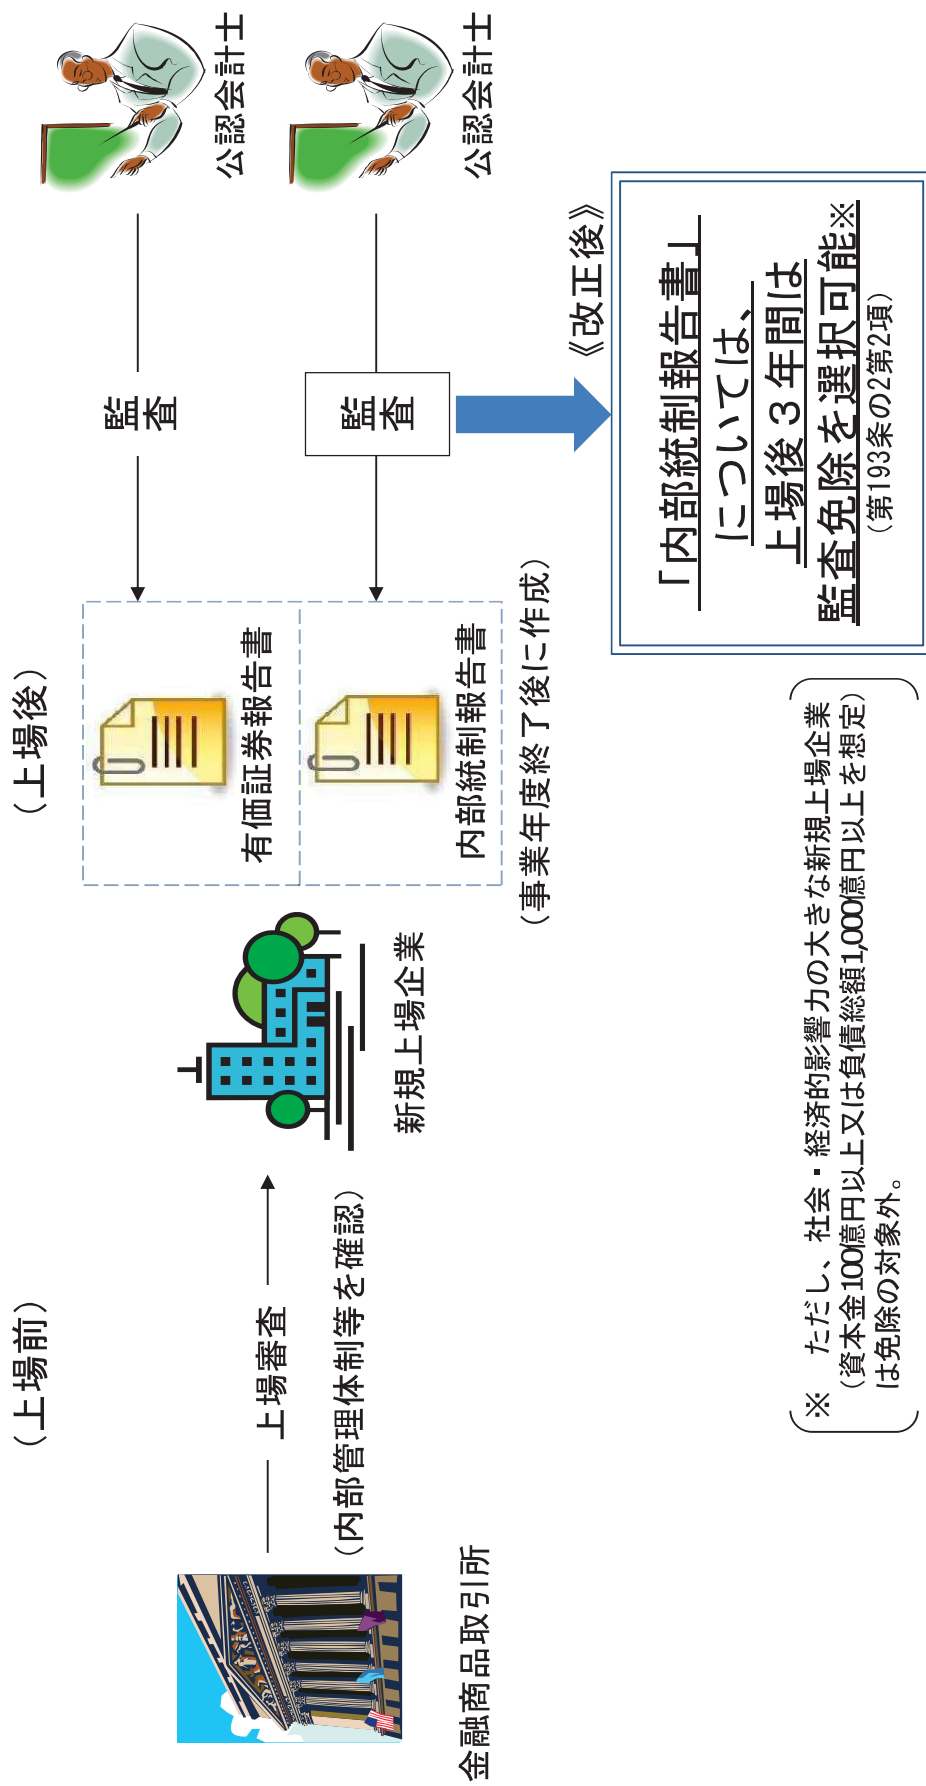 （上場前）
（上場後）
金融商品取引所
上場審査
（内部管理体制等を確認）
新規上場企業
有価証券報告書
内部統制報告書
（事業年度終了後に作成）
監査
公認会計士
監査
公認会計士
《改正後》
「内部統制報告書」
については、
上場後３年間は
監査免除を選択可能※
（第193条の2第2項）
※　ただし、社会・経済的影響力の大きな新規上場企業
（資本金100億円以上又は負債総額1,000億円以上を想定）
は免除の対象外。